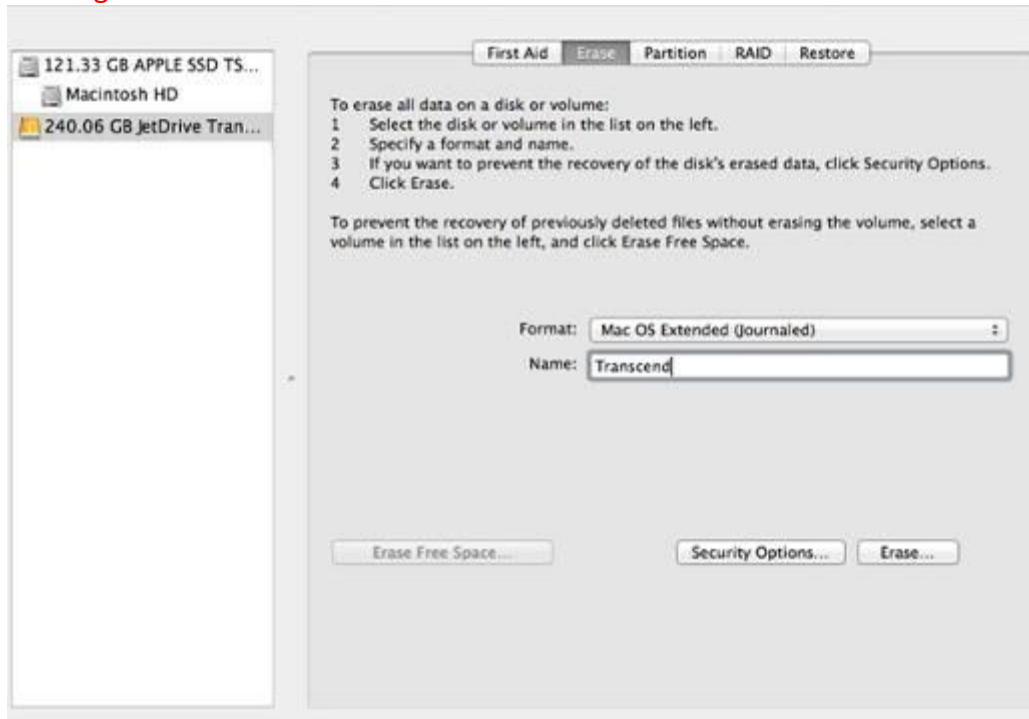 121.33 GB APPLE SSD TS...
Macintosh HD
240.06 GB JetDrive Tran...
First Aid
Erase
Partition
RAID
Restore
To erase all data on a disk or volume:
1 Select the disk or volume in the list on the left.
2 Specify a format and name.
3 If you want to prevent the recovery of the disk's erased data, click Security Options.
4 Click Erase.
To prevent the recovery of previously deleted files without erasing the volume, select a
volume in the list on the left, and click Erase Free Space.
Format: Mac OS Extended (Journaled)
Name: Transcend
Erase Free Space...
Security Options...
Erase...